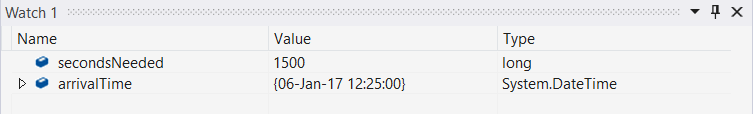 Watch 1
Name Value Type
secondsNeeded 1500 long
arrivalTime {06-Jan-17 12:25:00} System.DateTime